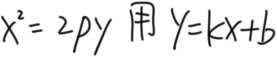 x² = 2py 用 y=kx+b